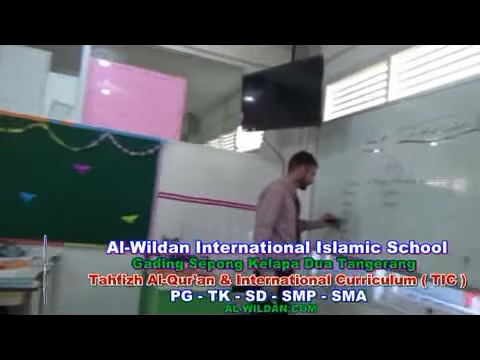 Al-Wildan International Islamic School
Gading Sepong Kelapa Dua Tangerang
Tahfizh Al-Qur'an & International Curriculum ( TIC )
PG - TK - SD - SMP - SMA
AL-WILDAN.COM